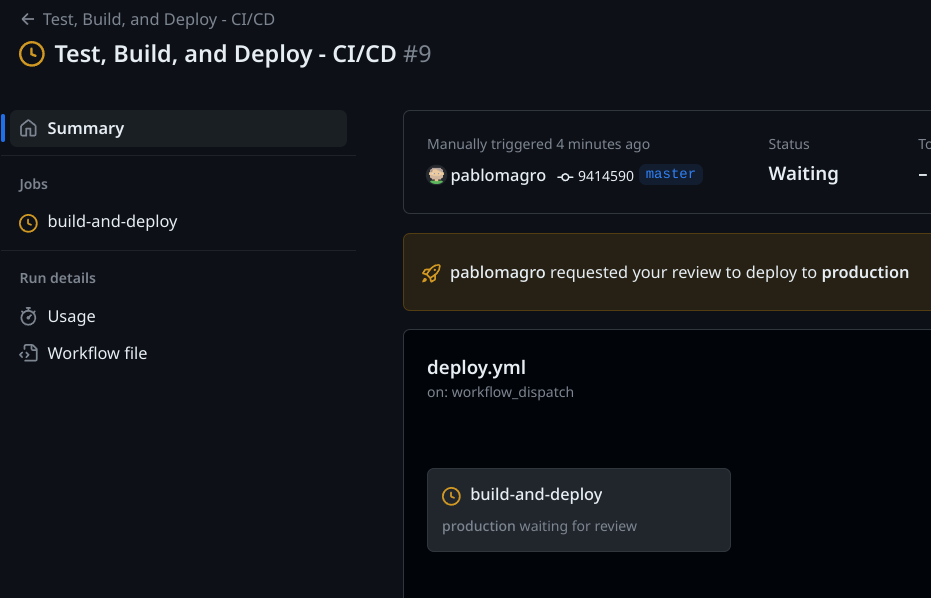 Test, Build, and Deploy - CI/CD
Test, Build, and Deploy - CI/CD #9
Summary
Jobs
build-and-deploy
Run details
Usage
Workflow file
Manually triggered 4 minutes ago
pablomagro 9414590 master
Status
Waiting
–
pablomagro requested your review to deploy to production
deploy.yml
on: workflow_dispatch
build-and-deploy
production waiting for review